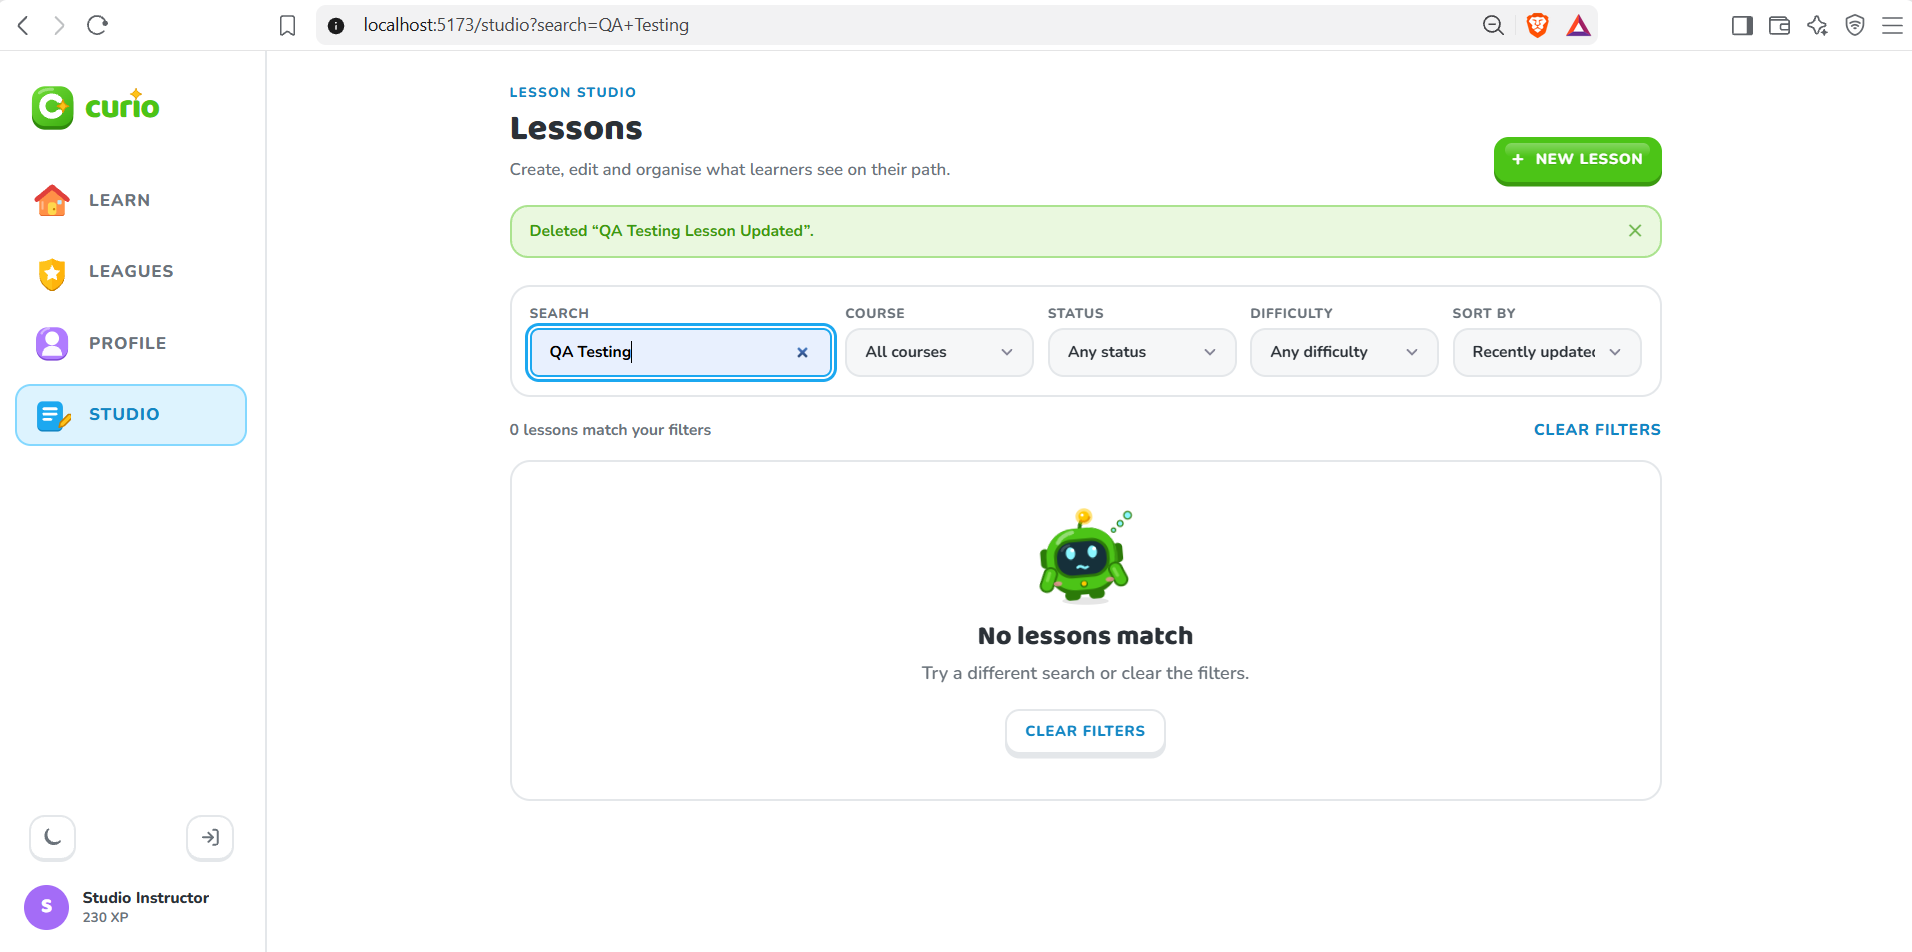 localhost:5173/studio?search=QA+Testing
curio
LEARN
LEAGUES
PROFILE
STUDIO
LESSON STUDIO
Lessons
Create, edit and organise what learners see on their path.
+ NEW LESSON
Deleted “QA Testing Lesson Updated”.
SEARCH
COURSE
STATUS
DIFFICULTY
SORT BY
QA Testing
All courses
Any status
Any difficulty
Recently updated
0 lessons match your filters
CLEAR FILTERS
No lessons match
Try a different search or clear the filters.
CLEAR FILTERS
S
Studio Instructor
230 XP